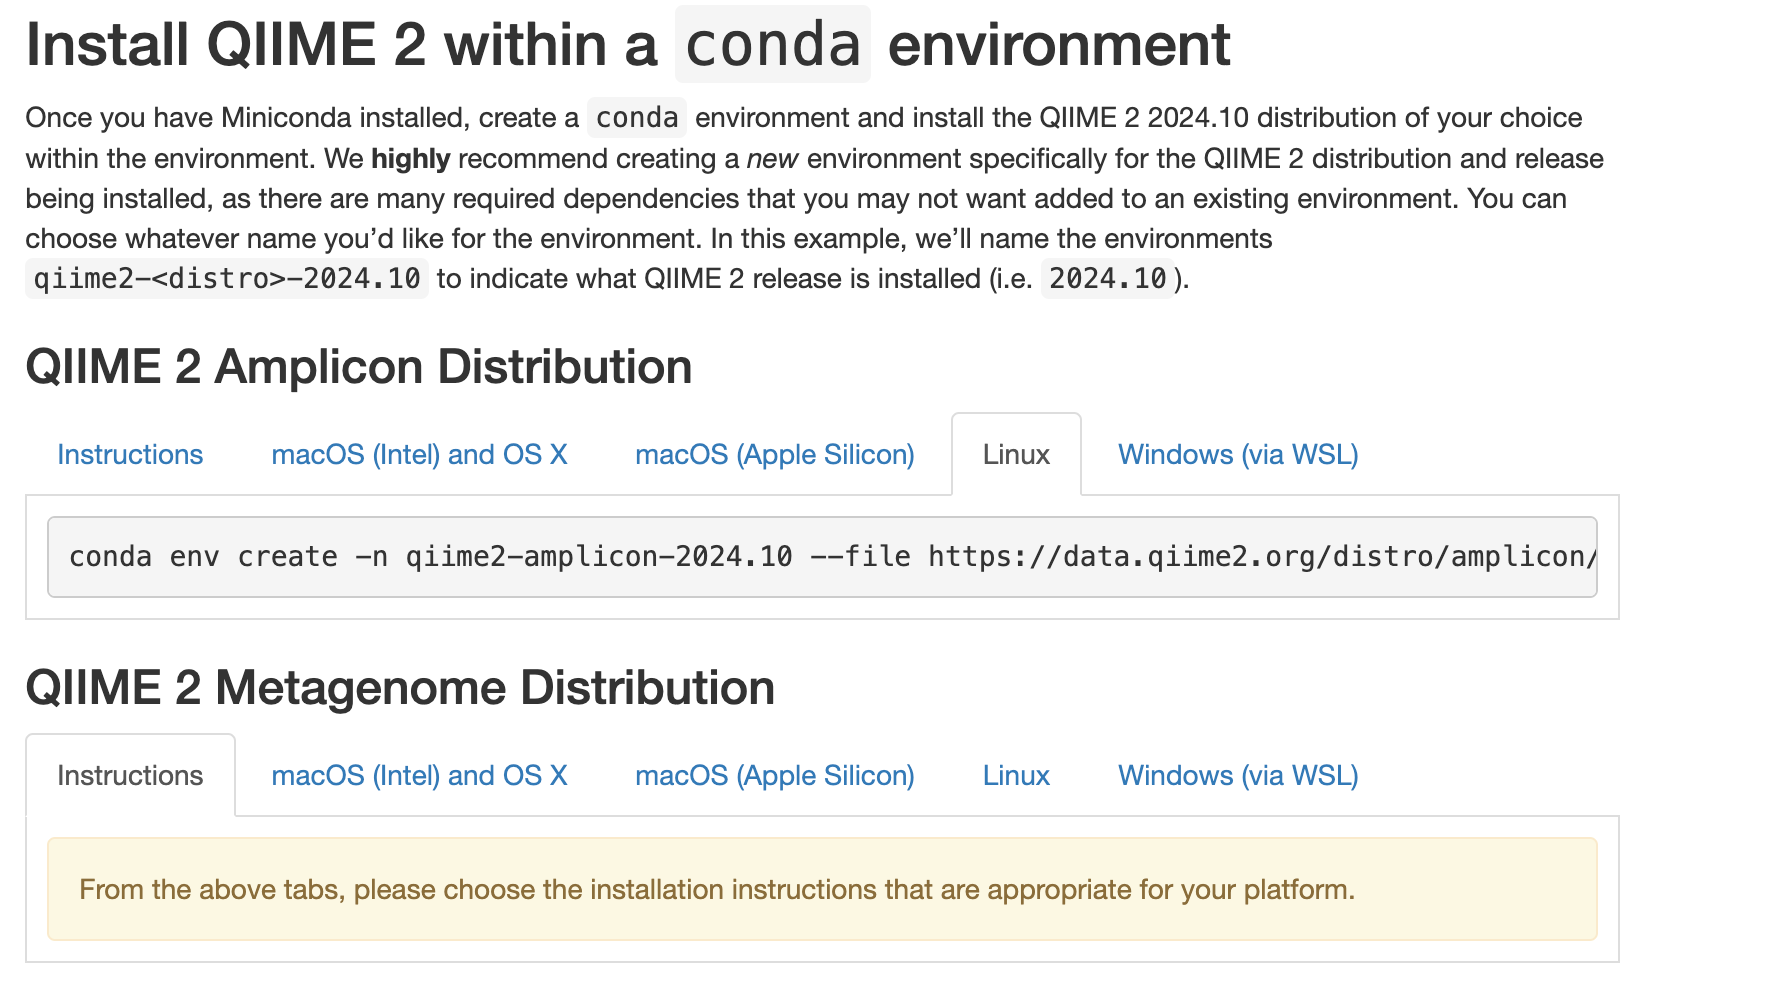 Install QIIME 2 within a conda environment
Once you have Miniconda installed, create a conda environment and install the QIIME 2 2024.10 distribution of your choice
within the environment. We highly recommend creating a new environment specifically for the QIIME 2 distribution and release
being installed, as there are many required dependencies that you may not want added to an existing environment. You can
choose whatever name you’d like for the environment. In this example, we’ll name the environments
qiime2-<distro>-2024.10 to indicate what QIIME 2 release is installed (i.e. 2024.10).
QIIME 2 Amplicon Distribution
Instructions macOS (Intel) and OS X macOS (Apple Silicon) Linux Windows (via WSL)
conda env create -n qiime2-amplicon-2024.10 --file https://data.qiime2.org/distro/amplicon/
QIIME 2 Metagenome Distribution
Instructions macOS (Intel) and OS X macOS (Apple Silicon) Linux Windows (via WSL)
From the above tabs, please choose the installation instructions that are appropriate for your platform.